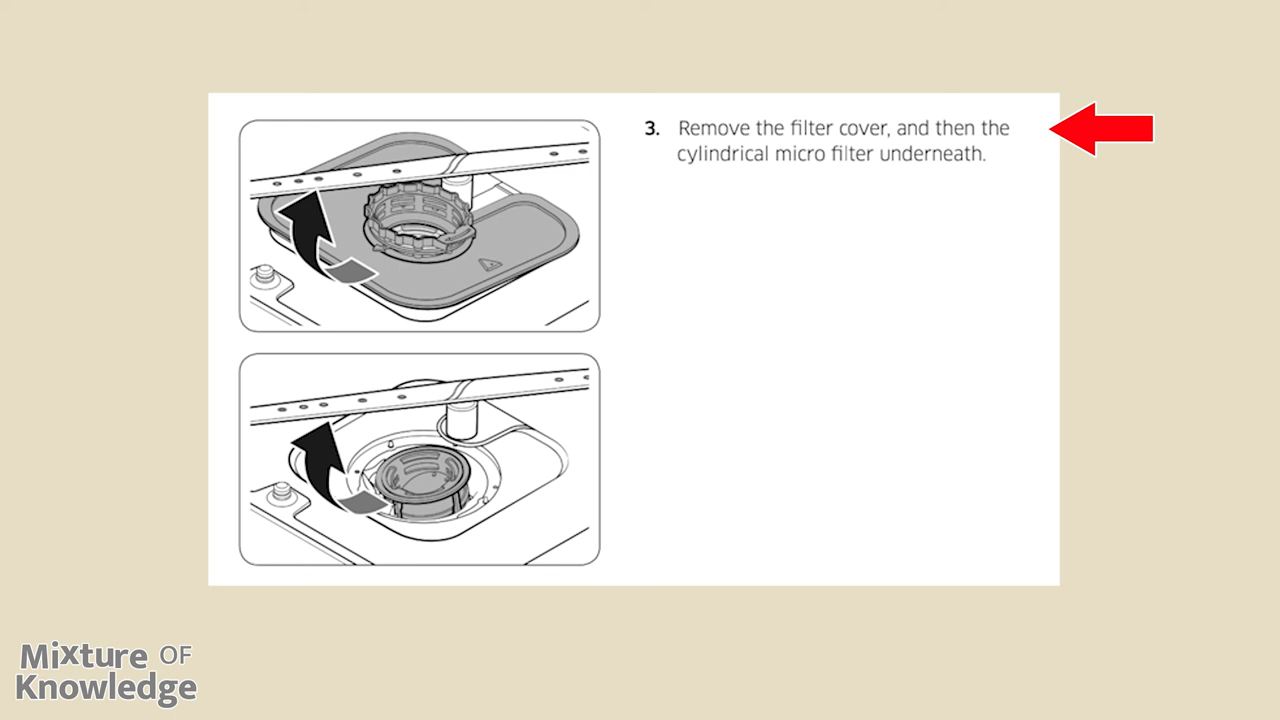 3. Remove the filter cover, and then the
cylindrical micro filter underneath.
Mixture OF
Knowledge